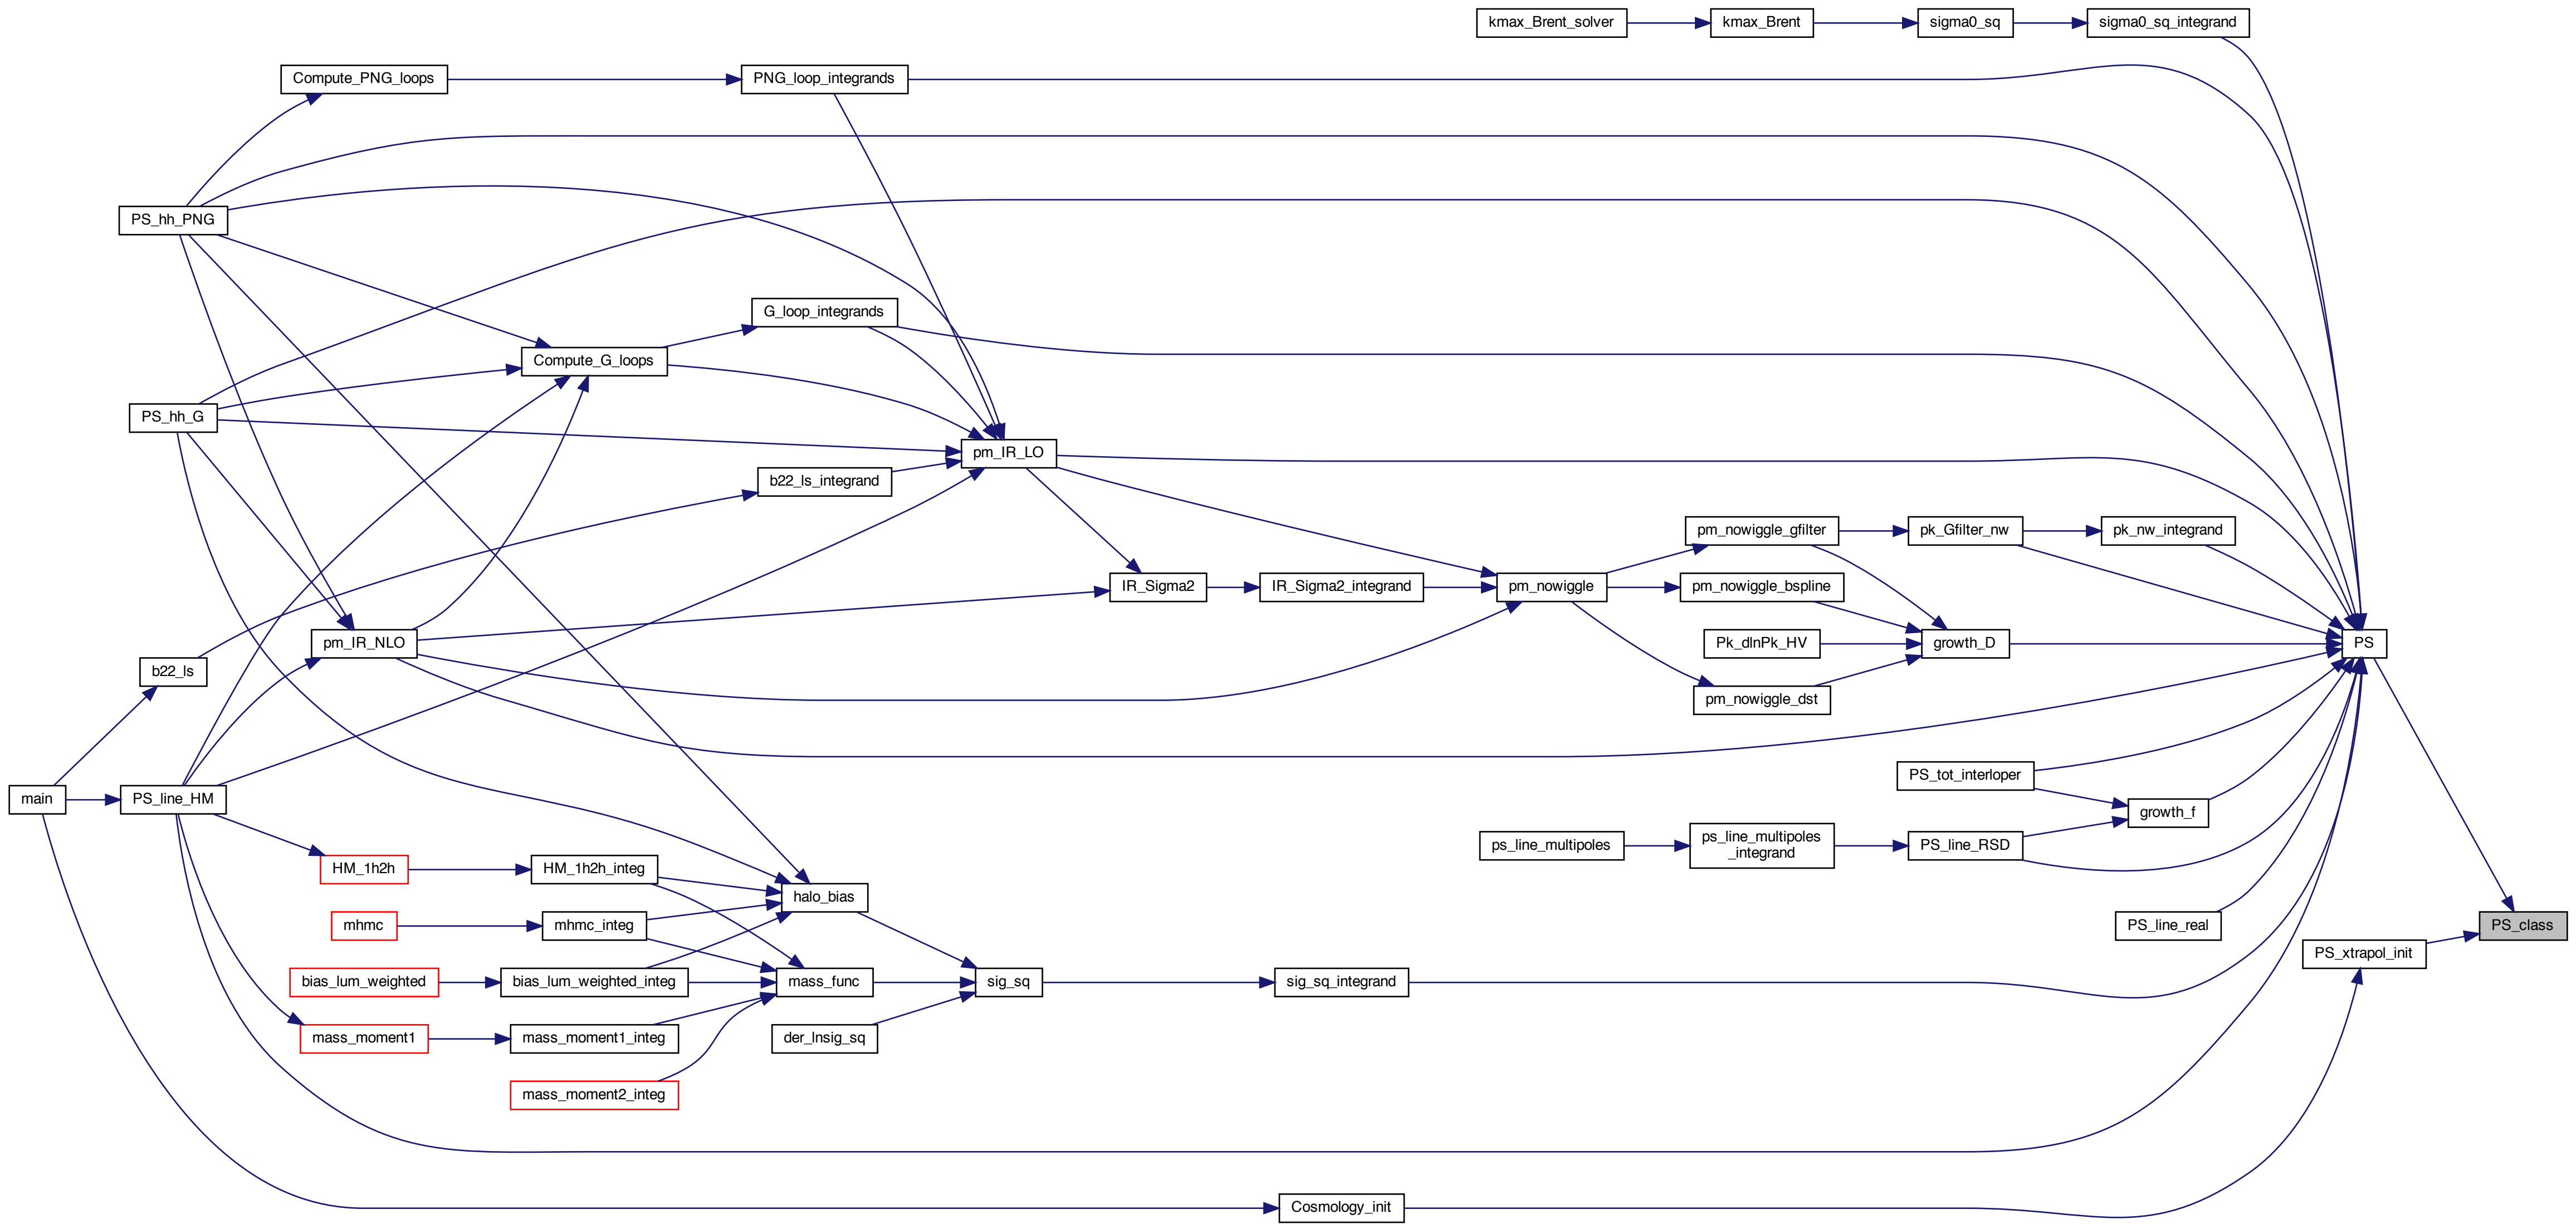 kmax_Brent_solver
kmax_Brent
sigma0_sq
sigma0_sq_integrand
Compute_PNG_loops
PNG_loop_integrands
PS_hh_PNG
G_loop_integrands
Compute_G_loops
PS_hh_G
pm_IR_LO
b22_ls_integrand
pm_nowiggle_gfilter
pk_Gfilter_nw
pk_nw_integrand
IR_Sigma2
IR_Sigma2_integrand
pm_nowiggle
pm_nowiggle_bspline
pm_IR_NLO
Pk_dlnPk_HV
growth_D
PS
b22_ls
pm_nowiggle_dst
PS_tot_interloper
main
PS_line_HM
growth_f
ps_line_multipoles
ps_line_multipoles
_integrand
PS_line_RSD
HM_1h2h
HM_1h2h_integ
halo_bias
mhmc
mhmc_integ
PS_line_real
PS_class
PS_xtrapol_init
bias_lum_weighted
bias_lum_weighted_integ
mass_func
sig_sq
sig_sq_integrand
mass_moment1
mass_moment1_integ
der_lnsig_sq
mass_moment2_integ
Cosmology_init